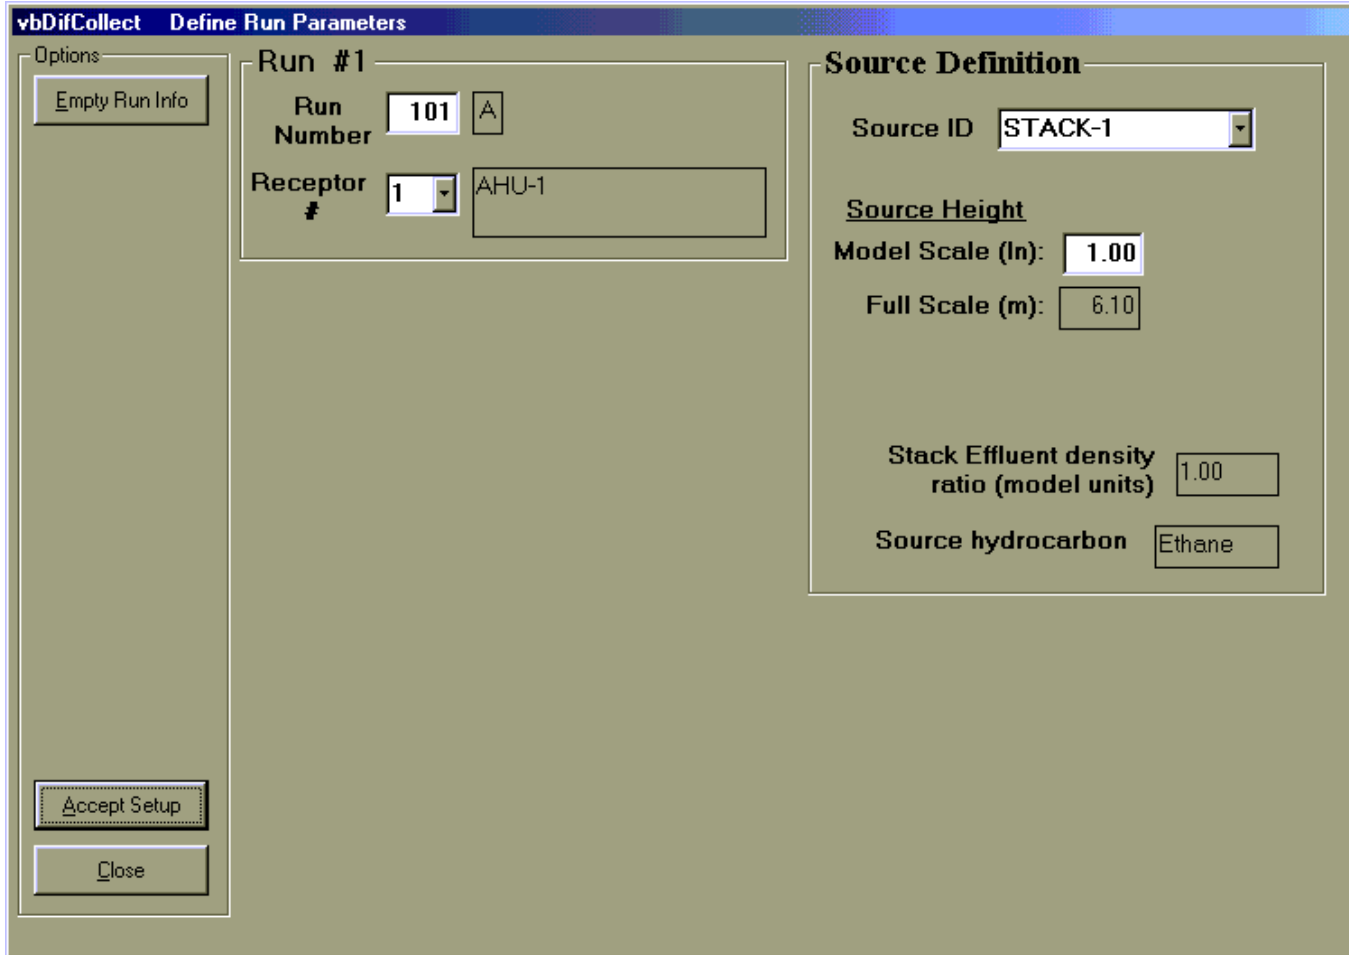 vbDifCollect Define Run Parameters
Options
Empty Run Info
Accept Setup
Close
Run #1
Run
Number
101
A
Receptor
#
1
AHU-1
Source Definition
Source ID
STACK-1
Source Height
Model Scale (In):
1.00
Full Scale (m):
6.10
Stack Effluent density
ratio (model units)
1.00
Source hydrocarbon
Ethane